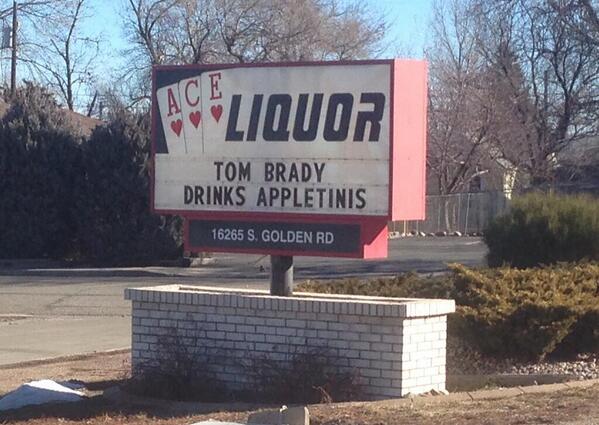 ACE LIQUOR
TOM BRADY
DRINKS APPLETINIS
16265 S. GOLDEN RD